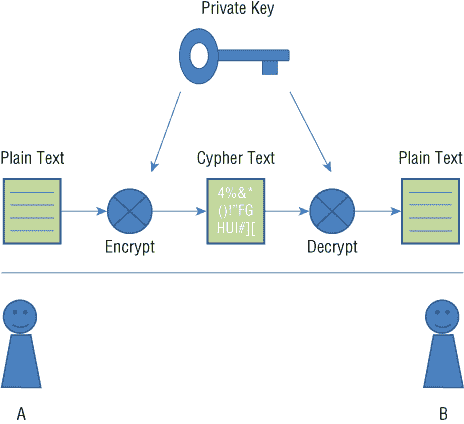 Private Key
Plain Text
Cypher Text
Plain Text
4%&*
()!"FG
HUI#][
Encrypt
Decrypt
A
B